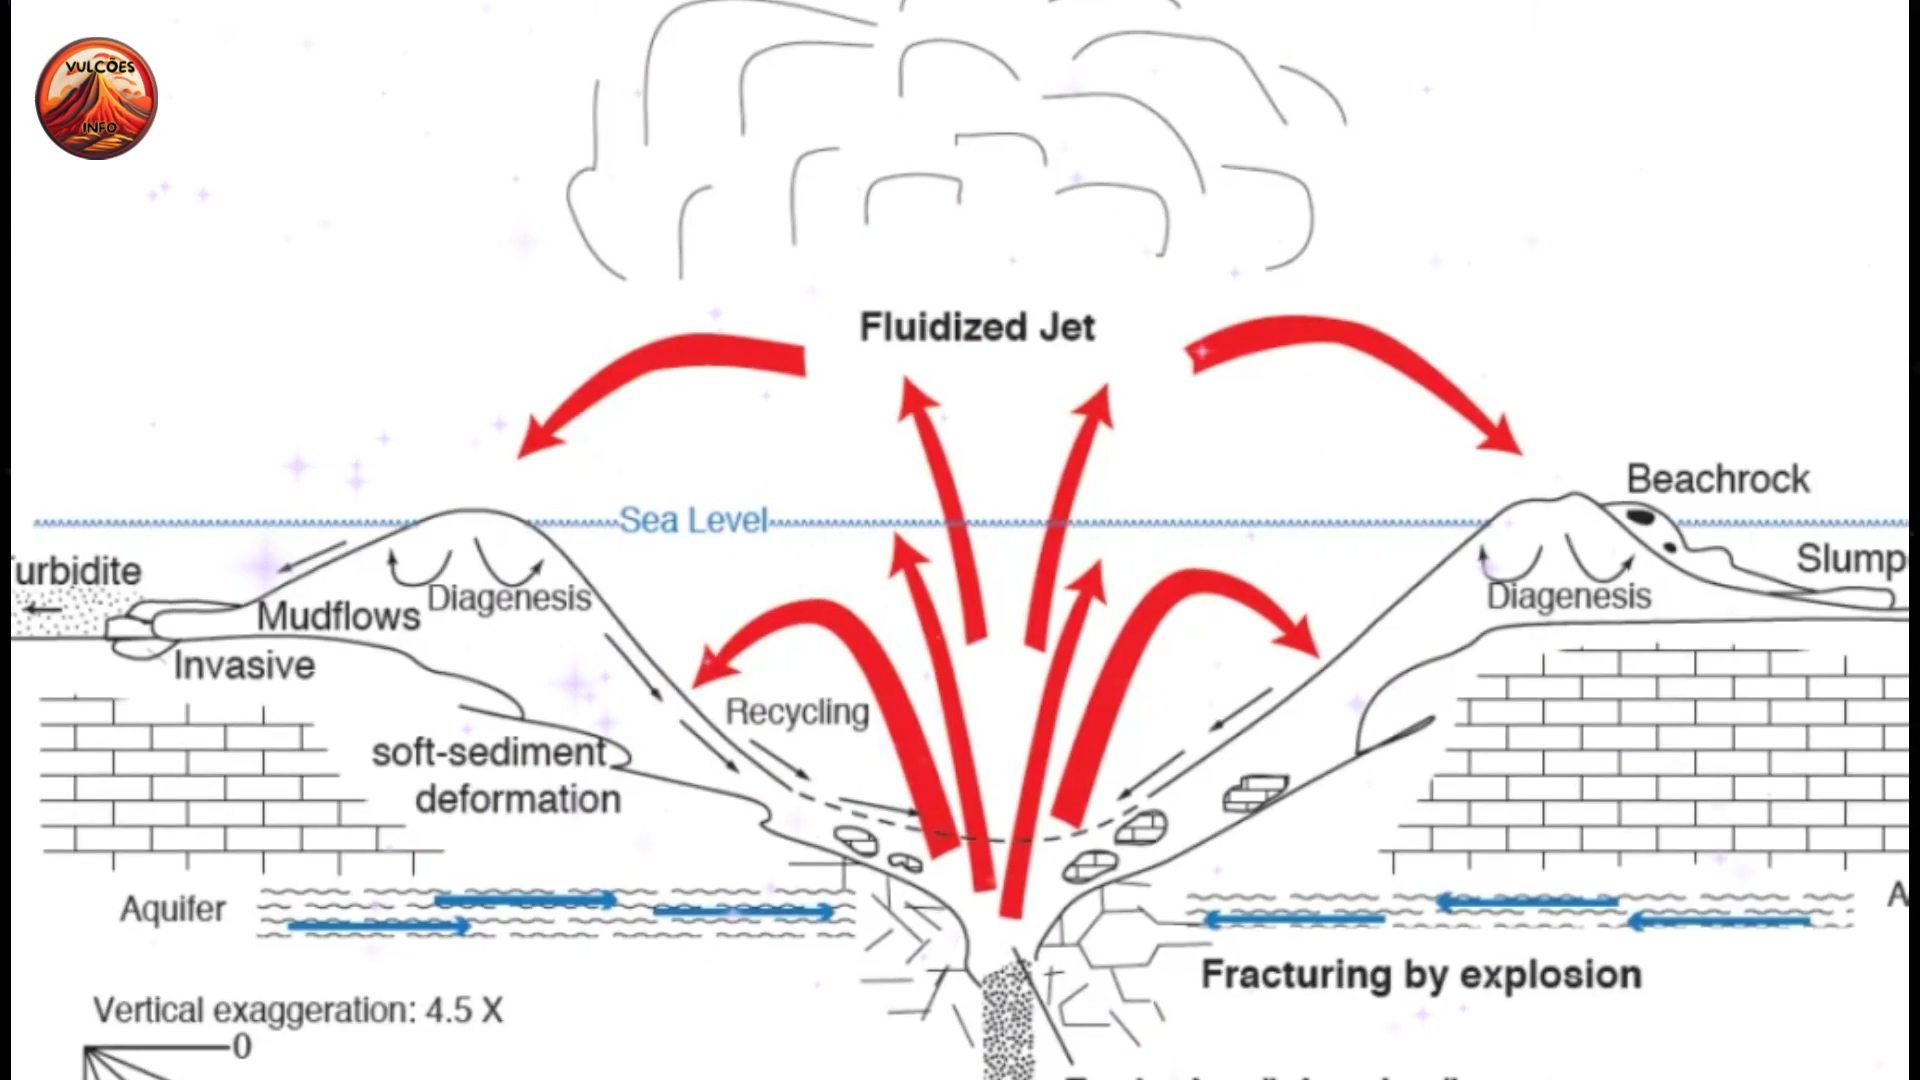 VULCÕES
INFO
Fluidized Jet
Beachrock
Sea Level
urbidite
Slump
Diagenesis
Diagenesis
Mudflows
Invasive
Recycling
soft-sediment
deformation
Aquifer
A
Fracturing by explosion
Vertical exaggeration: 4.5 X
0